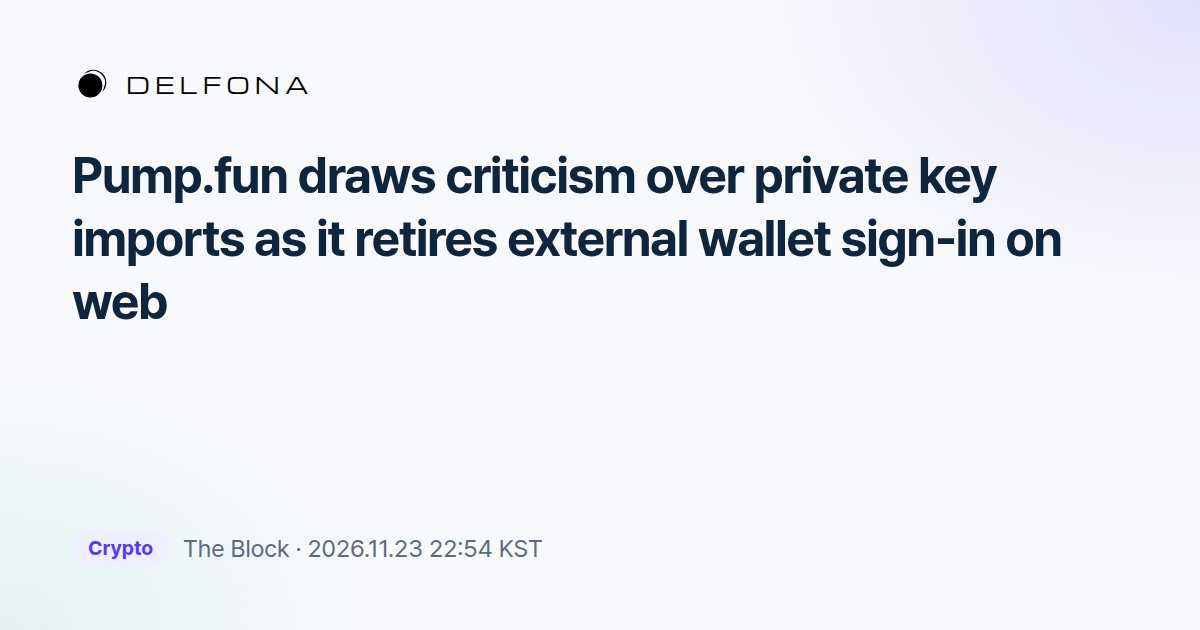 DELFONA
Pump.fun draws criticism over private key
imports as it retires external wallet sign-in on
web
Crypto The Block · 2026.11.23 22:54 KST